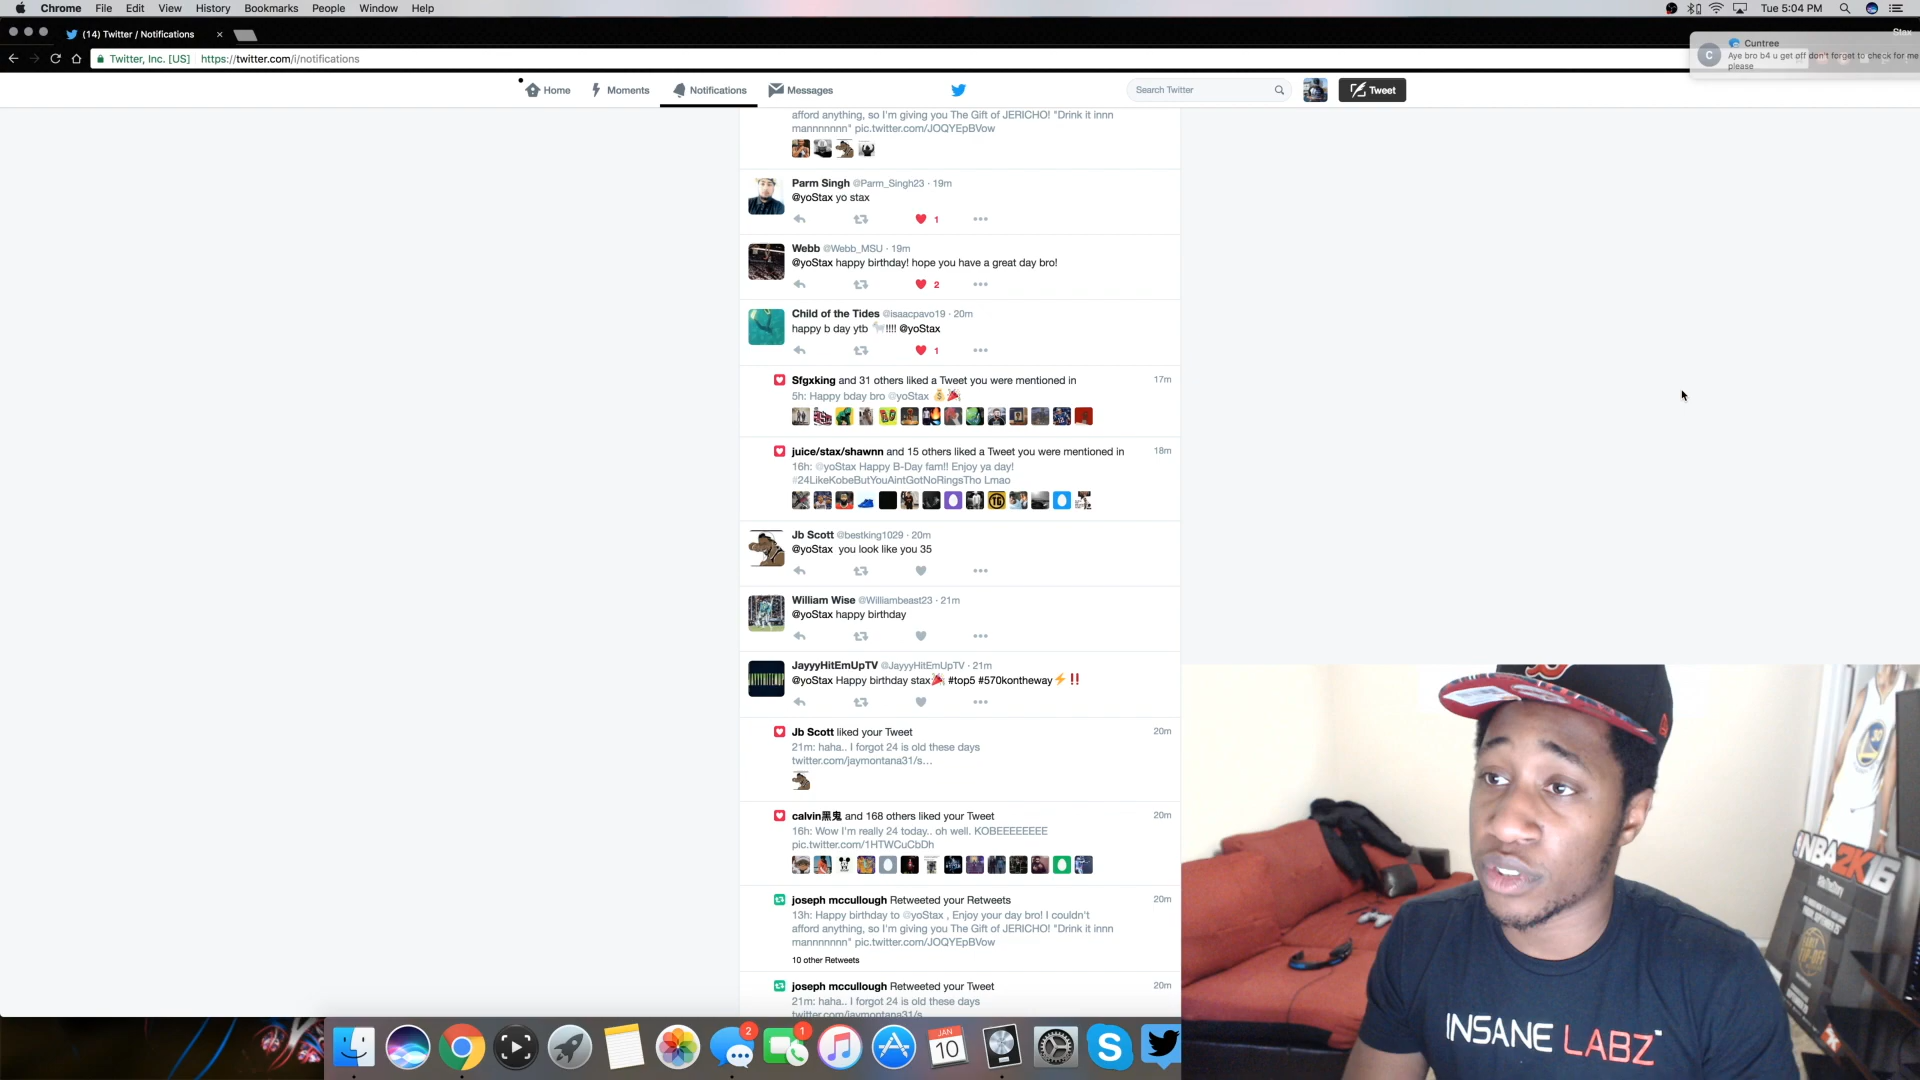 Chrome File Edit View History Bookmarks People Window Help
Tue 5:04 PM
(14) Twitter / Notifications
Stax
Twitter, Inc. [US] https://twitter.com/i/notifications
Cuntree
Aye bro b4 u get off don't forget to check for me
please
Home Moments Notifications Messages
Search Twitter
Tweet
afford anything, so I'm giving you The Gift of JERICHO! "Drink it innn
mannnnnnn" pic.twitter.com/JOQYEpBVow
Parm Singh @Parm_Singh23 · 19m
@yoStax yo stax
1
Webb @Webb_MSU · 19m
@yoStax happy birthday! hope you have a great day bro!
2
Child of the Tides @isaacpavo19 · 20m
happy b day ytb 🐐!!!! @yoStax
1
Sfgxking and 31 others liked a Tweet you were mentioned in 17m
5h: Happy bday bro @yoStax 💰🎉
juice/stax/shawnn and 15 others liked a Tweet you were mentioned in 18m
16h: @yoStax Happy B-Day fam!! Enjoy ya day!
#24LikeKobeButYouAintGotNoRingsTho Lmao
Jb Scott @bestking1029 · 20m
@yoStax you look like you 35
William Wise @Williambeast23 · 21m
@yoStax happy birthday
JayyyHitEmUpTV @JayyyHitEmUpTV · 21m
@yoStax Happy birthday stax🎉 #top5 #570kontheway⚡‼️
Jb Scott liked your Tweet 20m
21m: haha.. I forgot 24 is old these days
twitter.com/jaymontana31/s…
calvin黑鬼 and 168 others liked your Tweet 20m
16h: Wow I'm really 24 today.. oh well. KOBEEEEEEEE
pic.twitter.com/1HTWCuCbDh
joseph mccullough Retweeted your Retweets 20m
13h: Happy birthday to @yoStax , Enjoy your day bro! I couldn't
afford anything, so I'm giving you The Gift of JERICHO! "Drink it innn
mannnnnnn" pic.twitter.com/JOQYEpBVow
10 other Retweets
joseph mccullough Retweeted your Tweet 20m
21m: haha.. I forgot 24 is old these days
twitter.com/jaymontana31/s
NBA2K16
INSANE LABZ™
2
1
JAN
10